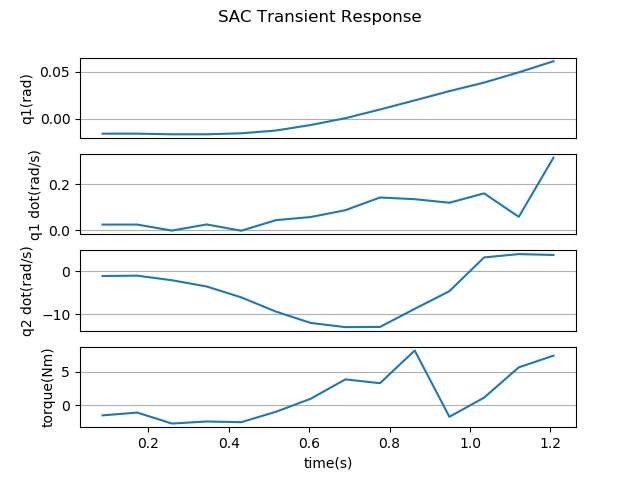 SAC Transient Response
q1(rad)
0.05
0.00
q1 dot(rad/s)
0.2
0.0
q2 dot(rad/s)
0
−10
torque(Nm)
5
0
0.2 0.4 0.6 0.8 1.0 1.2
time(s)